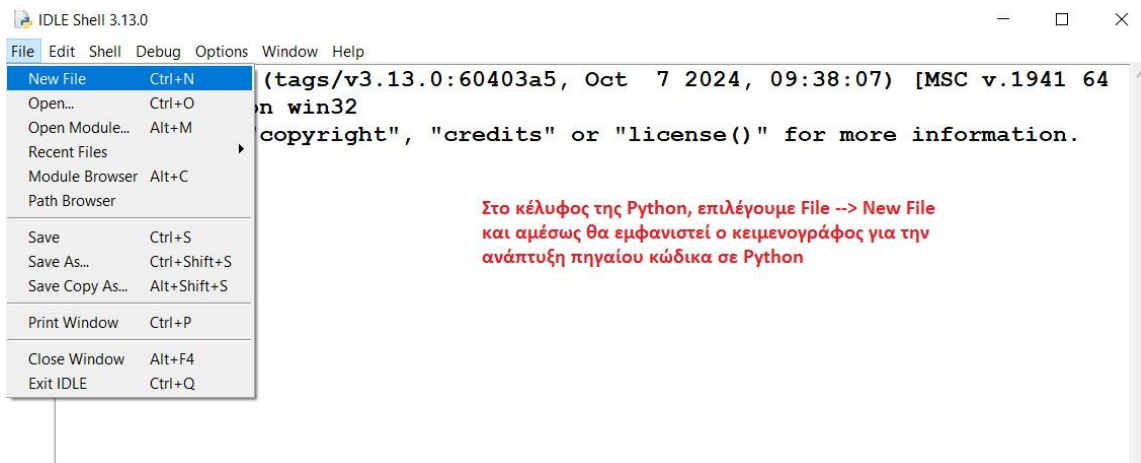 IDLE Shell 3.13.0
File Edit Shell Debug Options Window Help
New File Ctrl+N
Open... Ctrl+O
Open Module... Alt+M
Recent Files
Module Browser Alt+C
Path Browser
Save Ctrl+S
Save As... Ctrl+Shift+S
Save Copy As... Alt+Shift+S
Print Window Ctrl+P
Close Window Alt+F4
Exit IDLE Ctrl+Q
(tags/v3.13.0:60403a5, Oct 7 2024, 09:38:07) [MSC v.1941 64
on win32
"copyright", "credits" or "license()" for more information.
Στο κέλυφος της Python, επιλέγουμε File --> New File
και αμέσως θα εμφανιστεί ο κειμενογράφος για την
ανάπτυξη πηγαίου κώδικα σε Python